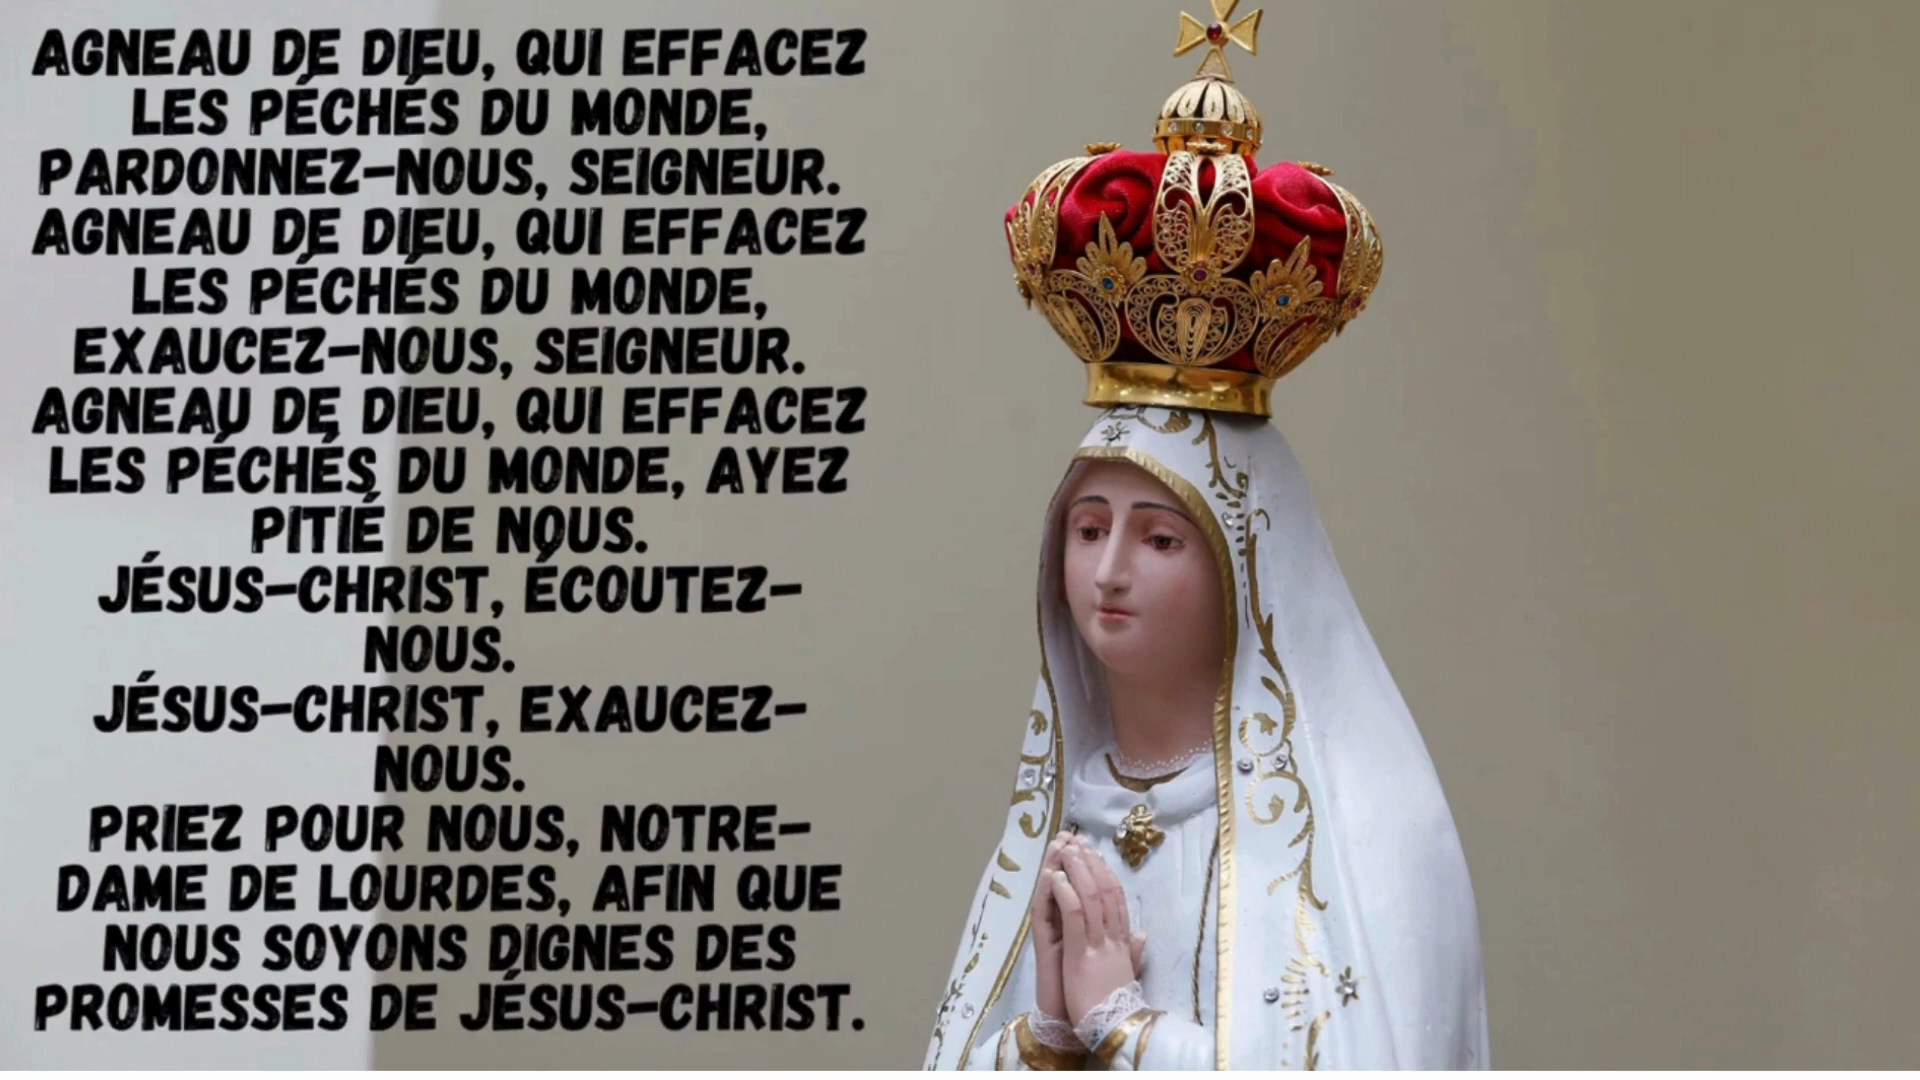 AGNEAU DE DIEU, QUI EFFACEZ
LES PÉCHÉS DU MONDE,
PARDONNEZ-NOUS, SEIGNEUR.
AGNEAU DE DIEU, QUI EFFACEZ
LES PÉCHÉS DU MONDE,
EXAUCEZ-NOUS, SEIGNEUR.
AGNEAU DE DIEU, QUI EFFACEZ
LES PÉCHÉS DU MONDE, AYEZ
PITIÉ DE NOUS.
JÉSUS-CHRIST, ÉCOUTEZ-
NOUS.
JÉSUS-CHRIST, EXAUCEZ-
NOUS.
PRIEZ POUR NOUS, NOTRE-
DAME DE LOURDES, AFIN QUE
NOUS SOYONS DIGNES DES
PROMESSES DE JÉSUS-CHRIST.